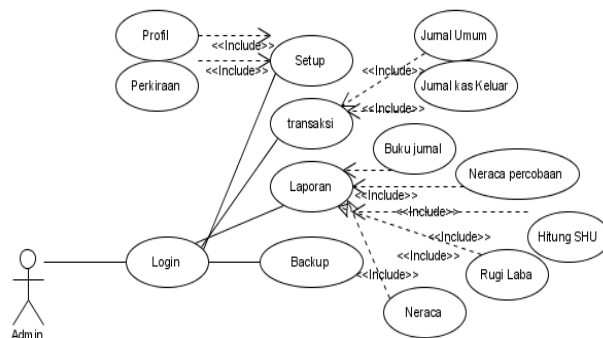 Profil
<<Include>>
Perkiraan
<<Include>>
Setup
Jurnal Umum
<<Include>>
Jurnal kas Keluar
<<Include>>
transaksi
Buku jurnal
Laporan
Neraca percobaan
<<Include>>
<<Include>>
Hitung SHU
<<Include>>
Rugi Laba
Login
Backup
<<Include>>
Neraca
Admin